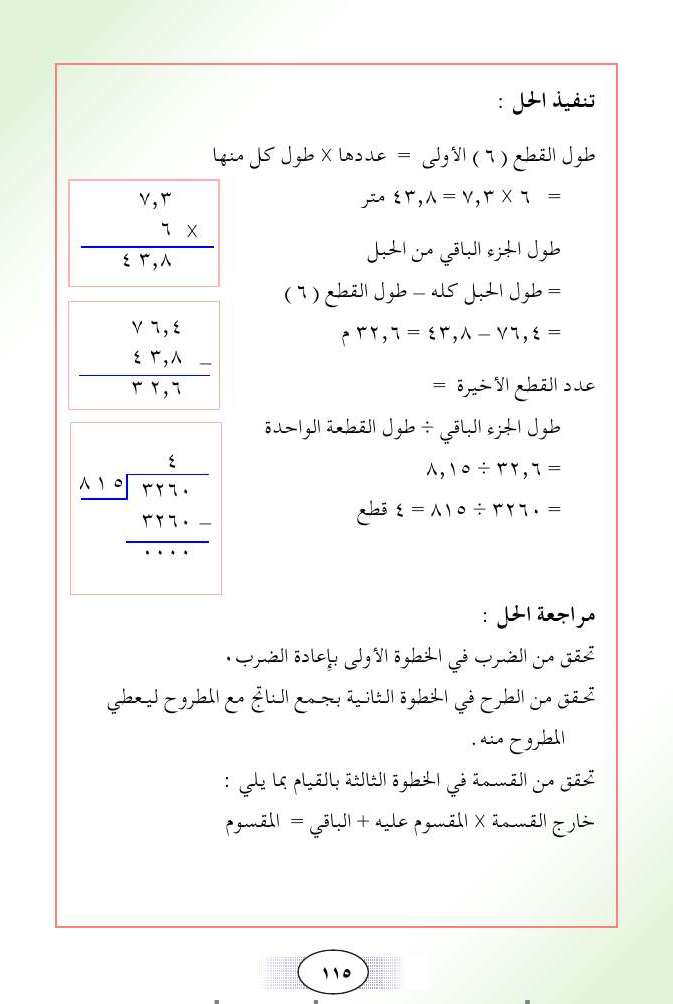 تنفيذ الحل :
طول القطع ( ٦ ) الأولى = عددها × طول كل منها
= ٦ × ٧,٣ = ٤٣,٨ متر
طول الجزء الباقي من الحبل
= طول الحبل كله – طول القطع ( ٦ )
= ٧٦,٤ – ٤٣,٨ = ٣٢,٦ م
عدد القطع الأخيرة =
طول الجزء الباقي ÷ طول القطعة الواحدة
= ٣٢,٦ ÷ ٨,١٥
= ٣٢٦٠ ÷ ٨١٥ = ٤ قطع
٧,٣
× ٦
٤٣,٨
٧٦,٤
– ٤٣,٨
٣٢,٦
٤
٨١٥ ٣٢٦٠
– ٣٢٦٠
٠٠٠٠
مراجعة الحل :
تحقق من الضرب في الخطوة الأولى بإعادة الضرب.
تحقق من الطرح في الخطوة الثانية بجمع الناتج مع المطروح ليعطي
المطروح منه .
تحقق من القسمة في الخطوة الثالثة بالقيام بما يلي :
خارج القسمة × المقسوم عليه + الباقي = المقسوم
١١٥